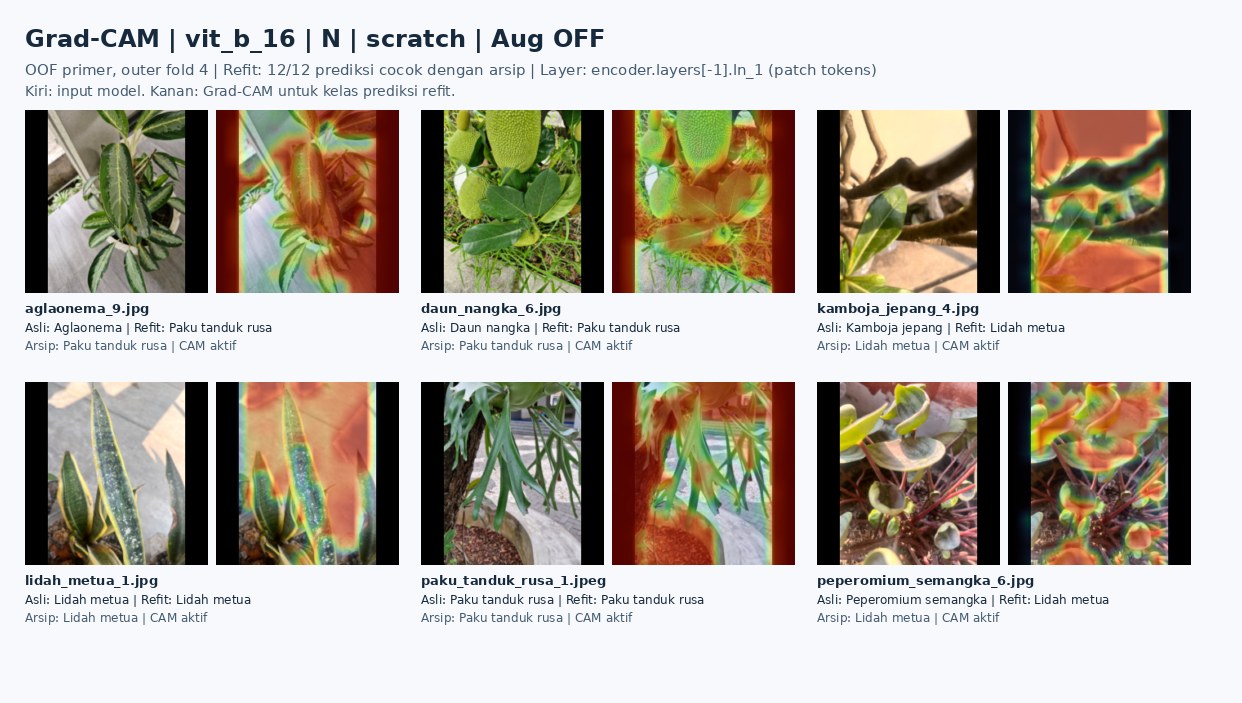 Grad-CAM | vit_b_16 | N | scratch | Aug OFF
OOF primer, outer fold 4 | Refit: 12/12 prediksi cocok dengan arsip | Layer: encoder.layers[-1].ln_1 (patch tokens)
Kiri: input model. Kanan: Grad-CAM untuk kelas prediksi refit.
aglaonema_9.jpg
Asli: Aglaonema | Refit: Paku tanduk rusa
Arsip: Paku tanduk rusa | CAM aktif
daun_nangka_6.jpg
Asli: Daun nangka | Refit: Paku tanduk rusa
Arsip: Paku tanduk rusa | CAM aktif
kamboja_jepang_4.jpg
Asli: Kamboja jepang | Refit: Lidah metua
Arsip: Lidah metua | CAM aktif
lidah_metua_1.jpg
Asli: Lidah metua | Refit: Lidah metua
Arsip: Lidah metua | CAM aktif
paku_tanduk_rusa_1.jpeg
Asli: Paku tanduk rusa | Refit: Paku tanduk rusa
Arsip: Paku tanduk rusa | CAM aktif
peperomium_semangka_6.jpg
Asli: Peperomium semangka | Refit: Lidah metua
Arsip: Lidah metua | CAM aktif